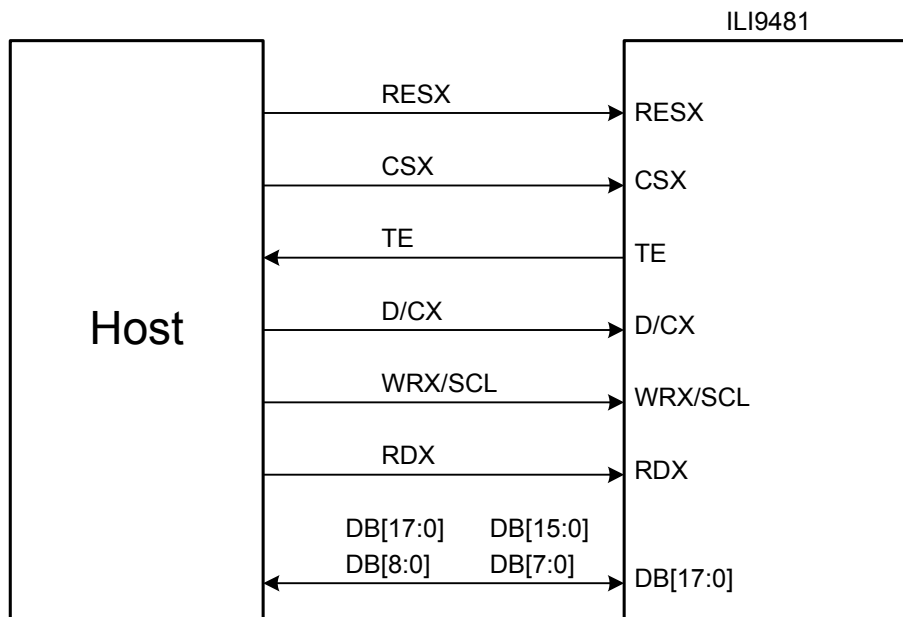 ILI9481
Host
RESX
RESX
CSX
CSX
TE
TE
D/CX
D/CX
WRX/SCL
WRX/SCL
RDX
RDX
DB[17:0] DB[15:0]
DB[8:0] DB[7:0]
DB[17:0]